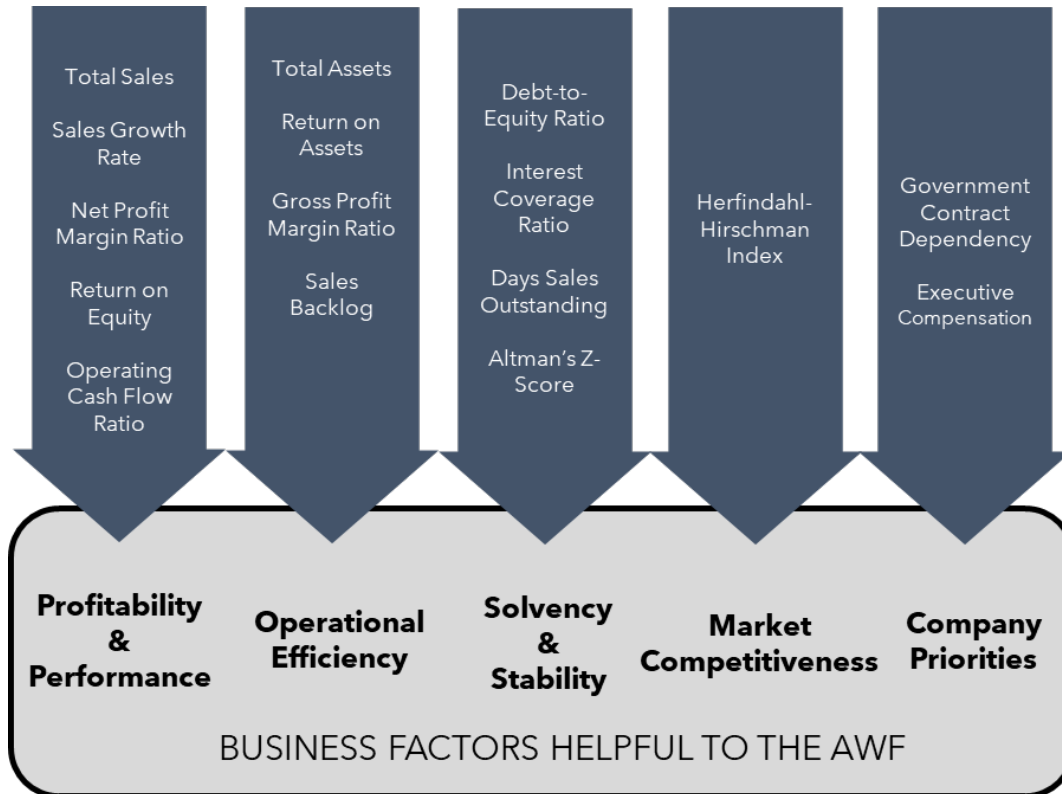 Total Sales
Sales Growth
Rate
Net Profit
Margin Ratio
Return on
Equity
Operating
Cash Flow
Ratio
Total Assets
Return on
Assets
Gross Profit
Margin Ratio
Sales
Backlog
Debt-to-
Equity Ratio
Interest
Coverage
Ratio
Days Sales
Outstanding
Altman’s Z-
Score
Herfindahl-
Hirschman
Index
Government
Contract
Dependency
Executive
Compensation
Profitability
&
Performance
Operational
Efficiency
Solvency
&
Stability
Market
Competitiveness
Company
Priorities
BUSINESS FACTORS HELPFUL TO THE AWF